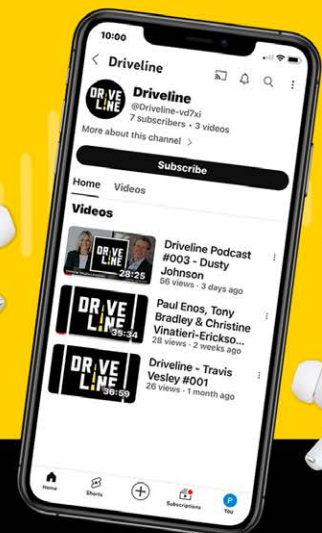 10:00
Driveline
DRIVE
LINE
Driveline
@Driveline-vd7xi
7 subscribers • 3 videos
More about this channel >
Subscribe
Home Videos
Videos
DRIVE
LINE
28:25
Driveline Podcast
#003 - Dusty
Johnson
56 views · 3 days ago
DRIVE
LINE
35:34
Paul Enos, Tony
Bradley & Christine
Vinatieri-Erickso...
28 views · 2 weeks ago
DRIVE
LINE
36:59
Driveline - Travis
Vesley #001
26 views · 1 month ago
Home
Shorts
Subscriptions
P
You